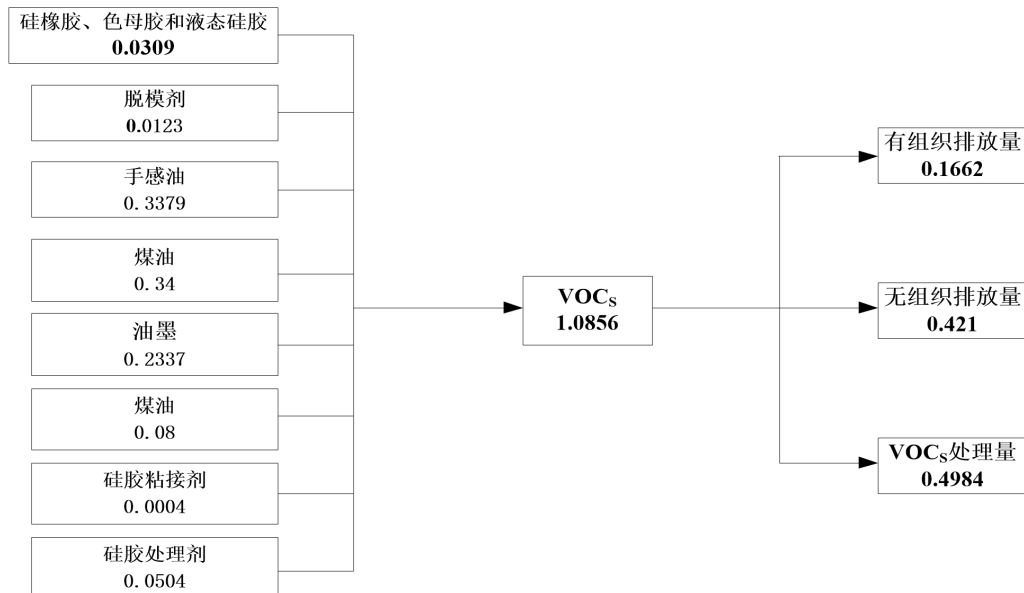 硅橡胶、色母胶和液态硅胶
0.0309
脱模剂
0.0123
手感油
0.3379
煤油
0.34
油墨
0.2337
煤油
0.08
硅胶粘接剂
0.0004
硅胶处理剂
0.0504
VOCS
1.0856
有组织排放量
0.1662
无组织排放量
0.421
VOCS处理量
0.4984